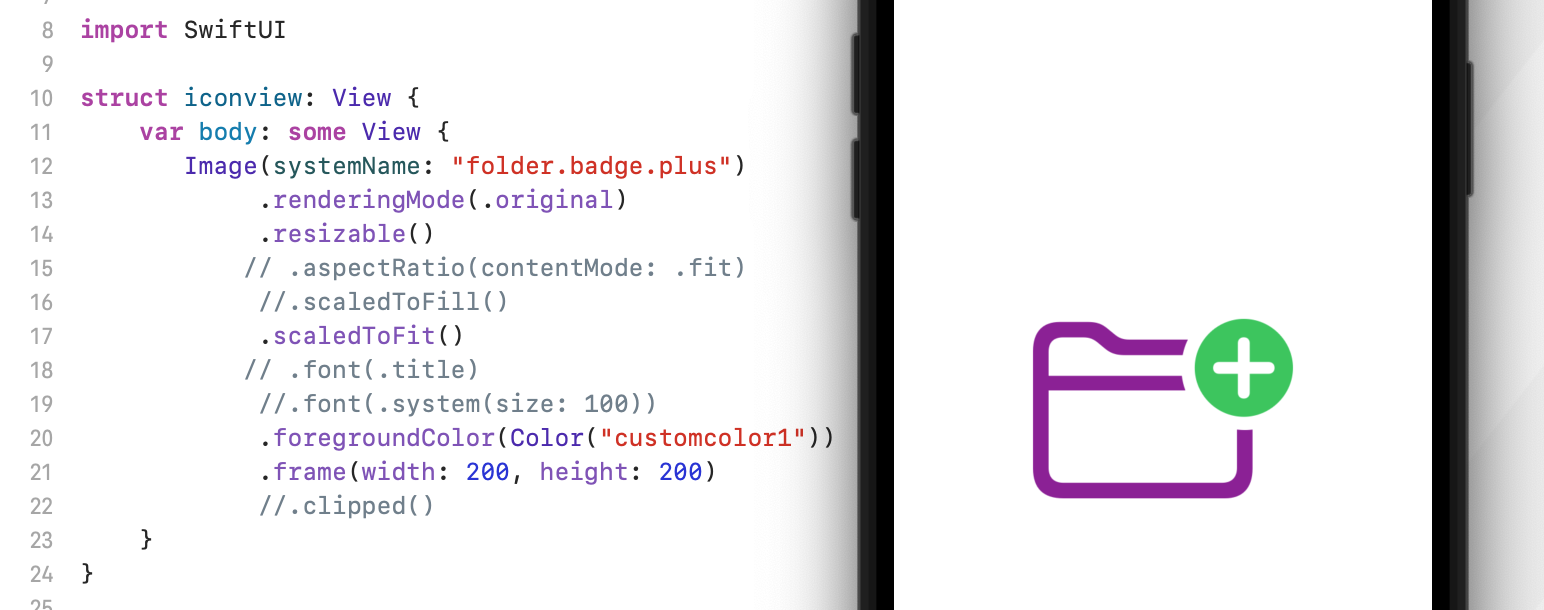 8 import SwiftUI
9
10 struct iconview: View {
11 var body: some View {
12 Image(systemName: "folder.badge.plus")
13 .renderingMode(.original)
14 .resizable()
15 // .aspectRatio(contentMode: .fit)
16 //.scaledToFill()
17 .scaledToFit()
18 // .font(.title)
19 //.font(.system(size: 100))
20 .foregroundColor(Color("customcolor1"))
21 .frame(width: 200, height: 200)
22 //.clipped()
23 }
24 }
25